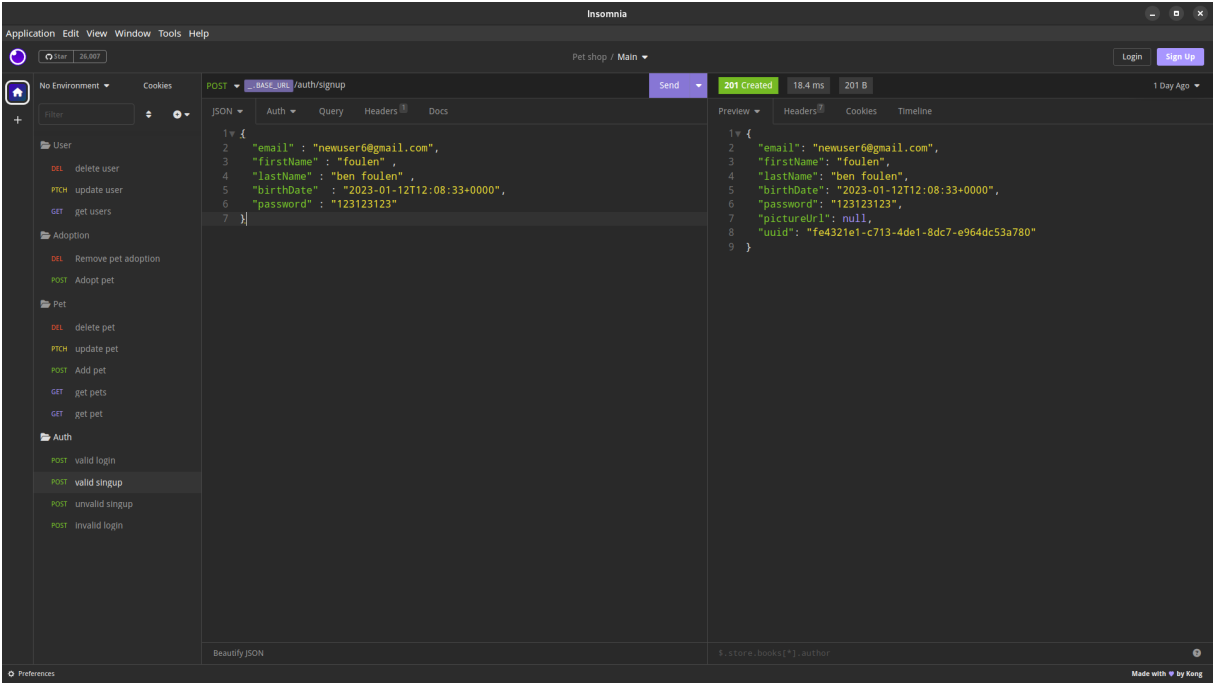 Insomnia
Application Edit View Window Tools Help
Star 26,007
Pet shop / Main
Login Sign Up
No Environment Cookies
Filter
User
DEL delete user
PTCH update user
GET get users
Adoption
DEL Remove pet adoption
POST Adopt pet
Pet
DEL delete pet
PTCH update pet
POST Add pet
GET get pets
GET get pet
Auth
POST valid login
POST valid singup
POST unvalid singup
POST invalid login
POST _.BASE_URL /auth/signup Send
JSON Auth Query Headers 1 Docs
1 {
2 "email" : "newuser6@gmail.com",
3 "firstName" : "foulen" ,
4 "lastName" : "ben foulen" ,
5 "birthDate"  : "2023-01-12T12:08:33+0000",
6 "password" : "123123123"
7 }
Beautify JSON
201 Created 18.4 ms 201 B 1 Day Ago
Preview Headers 7 Cookies Timeline
1 {
2 "email": "newuser6@gmail.com",
3 "firstName": "foulen",
4 "lastName": "ben foulen",
5 "birthDate": "2023-01-12T12:08:33+0000",
6 "password": "123123123",
7 "pictureUrl": null,
8 "uuid": "fe4321e1-c713-4de1-8dc7-e964dc53a780"
9 }
$.store.books[*].author
Preferences
Made with ♥ by Kong